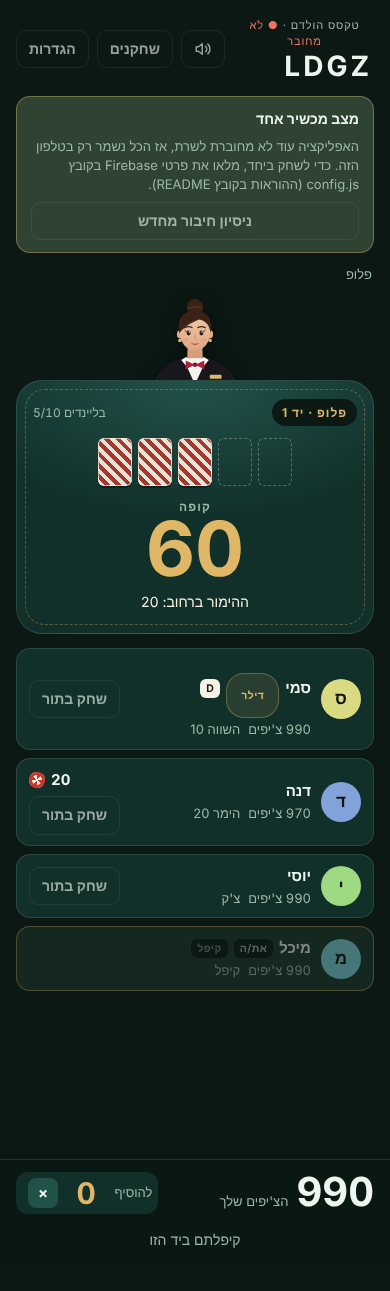 טקסס הולדם · לא מחובר
LDGZ
שחקנים
הגדרות
מצב מכשיר אחד
האפליקציה עוד לא מחוברת לשרת, אז הכל נשמר רק בטלפון
הזה. כדי לשחק ביחד, מלאו את פרטי Firebase בקובץ
config.js (ההוראות בקובץ README).
ניסיון חיבור מחדש
פלופ
פלופ · יד 1
בליינדים 5/10
קופה
60
ההימור ברחוב: 20
ס
סמי
דילר
D
990 צ'יפים השווה 10
שחק בתור
ד
דנה
970 צ'יפים הימר 20
20
שחק בתור
י
יוסי
990 צ'יפים צ'ק
שחק בתור
מ
מיכל
את/ה
קיפל
990 צ'יפים קיפל
990
הצ'יפים שלך
להוסיף
0
×
קיפלתם ביד הזו